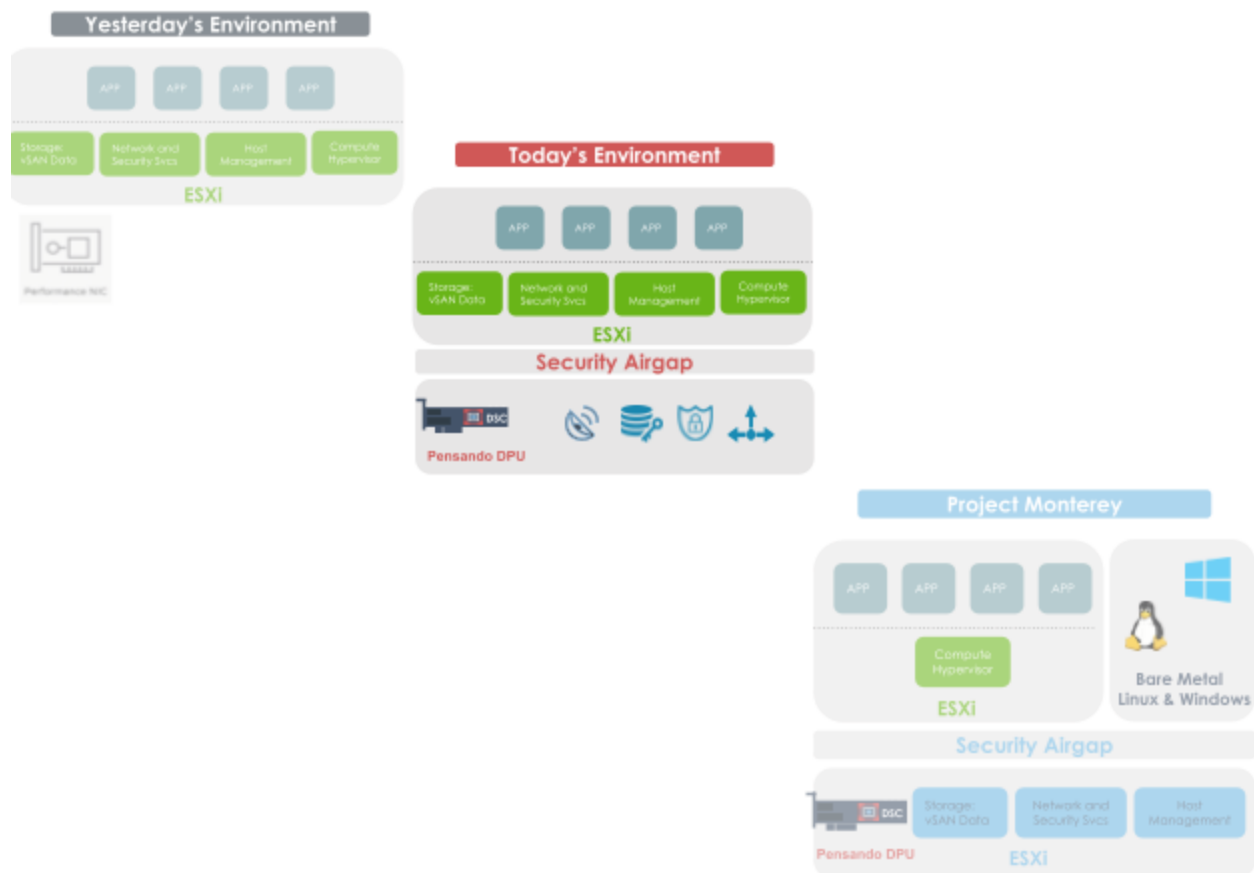 Yesterday's Environment
APP APP APP APP
Storage: vSAN Data
Network and Security Svcs
Host Management
Compute Hypervisor
ESXi
Performance NIC
Today's Environment
APP APP APP APP
Storage: vSAN Data
Network and Security Svcs
Host Management
Compute Hypervisor
ESXi
Security Airgap
DSC
Pensando DPU
Project Monterey
APP APP APP APP
Compute Hypervisor
ESXi
Bare Metal
Linux & Windows
Security Airgap
DSC
Pensando DPU
Storage: vSAN Data
Network and Security Svcs
Host Management
ESXi